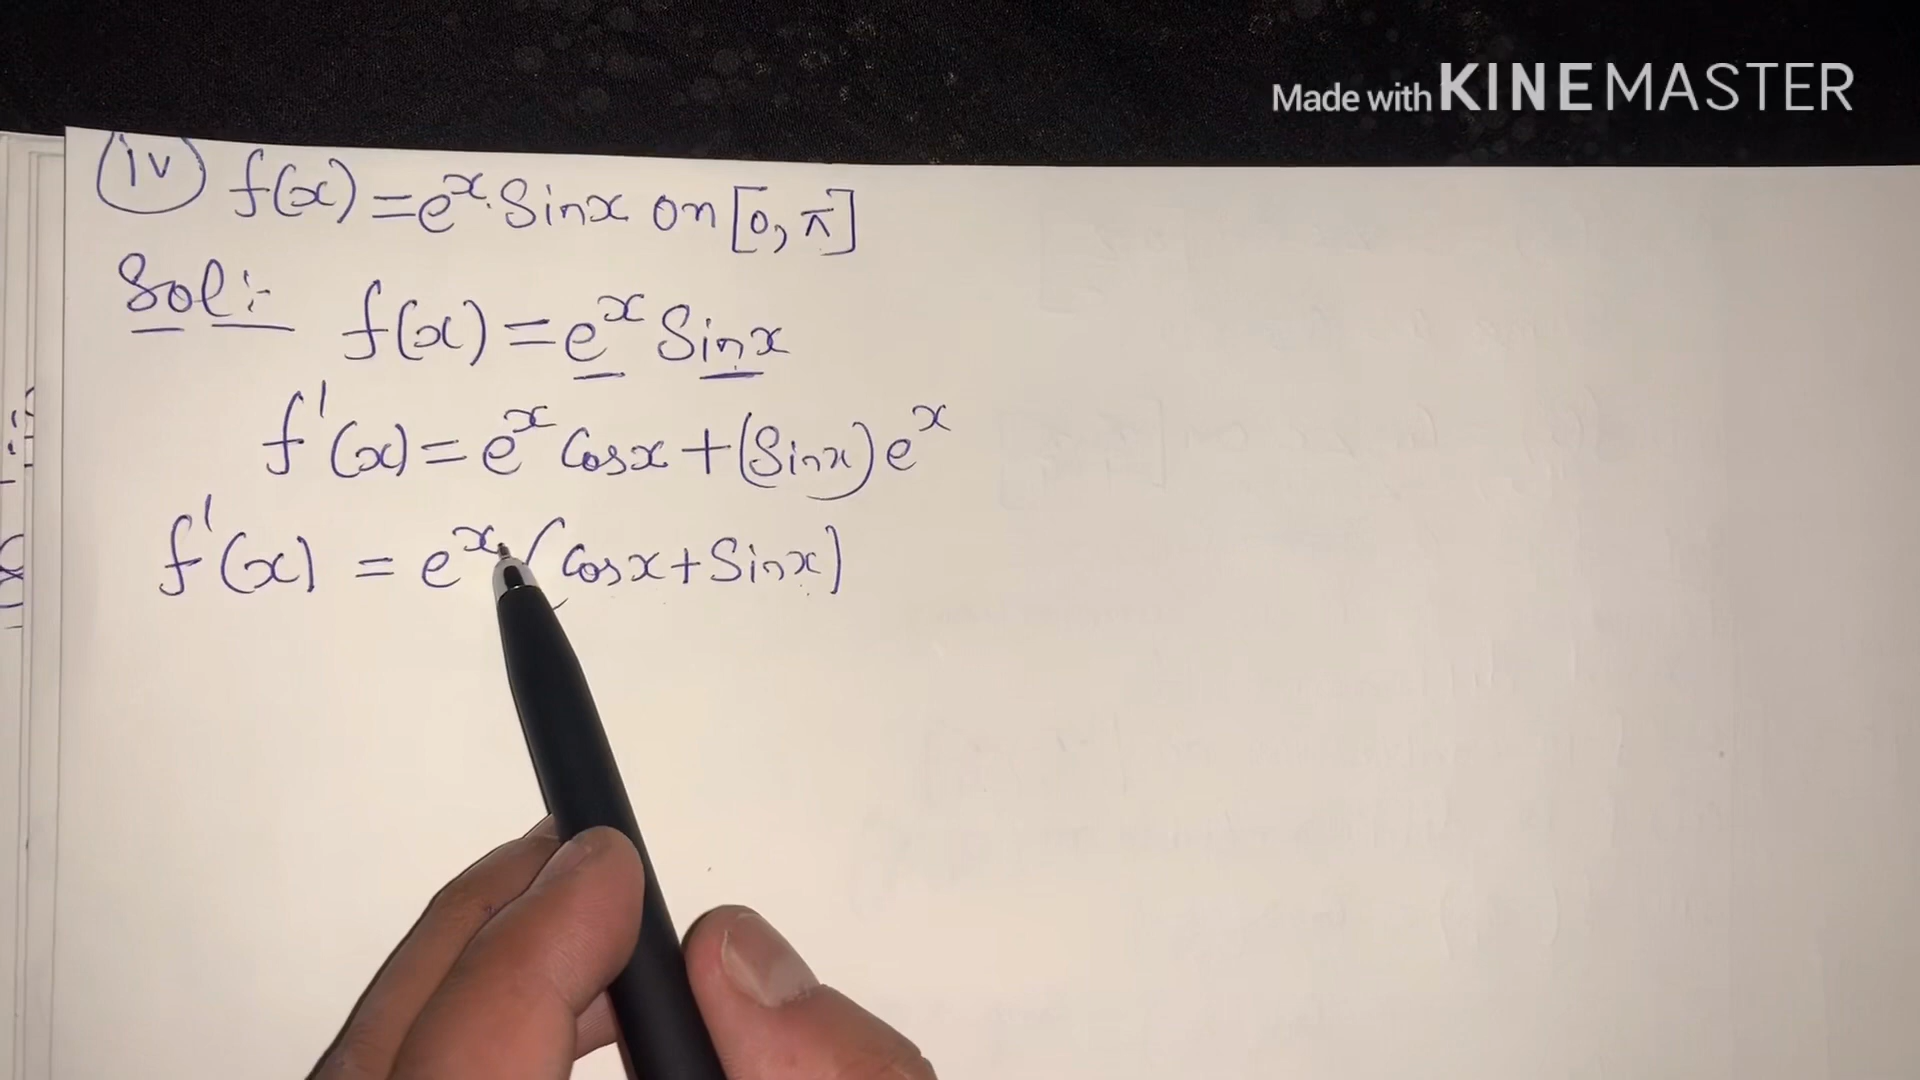 Made with KINEMASTER
(iv) f(x) = e^x. Sinx on [0, π]
Sol:-
f(x) = e^x Sinx
f'(x) = e^x Cosx + (Sinx) e^x
f'(x) = e^x (Cosx + Sinx)